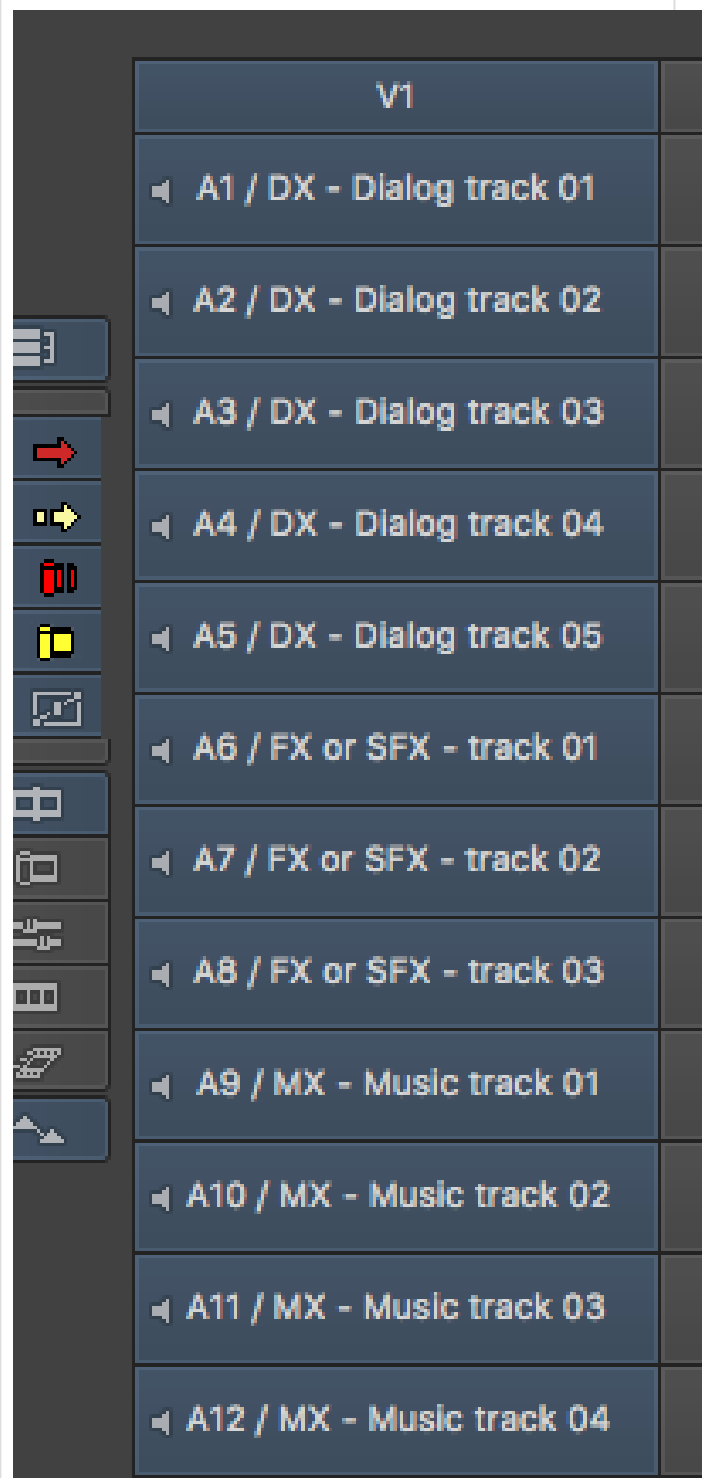 V1
A1 / DX - Dialog track 01
A2 / DX - Dialog track 02
A3 / DX - Dialog track 03
A4 / DX - Dialog track 04
A5 / DX - Dialog track 05
A6 / FX or SFX - track 01
A7 / FX or SFX - track 02
A8 / FX or SFX - track 03
A9 / MX - Music track 01
A10 / MX - Music track 02
A11 / MX - Music track 03
A12 / MX - Music track 04